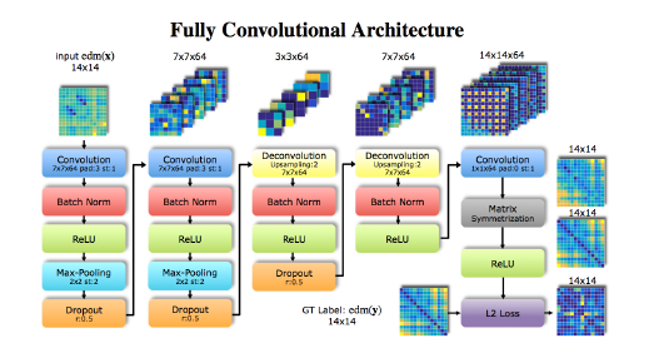 Fully Convolutional Architecture
input edm(x)
14x14
7x7x64
3x3x64
7x7x64
14x14x64
Convolution
7x7x64 pad:3 st:1
Batch Norm
ReLU
Max-Pooling
2x2 st:2
Dropout
r:0.5
Convolution
7x7x64 pad:3 st:1
Batch Norm
ReLU
Max-Pooling
2x2 st:2
Dropout
r:0.5
Deconvolution
Upsampling:2
7x7x64
Batch Norm
ReLU
Dropout
r:0.5
Deconvolution
Upsampling:2
7x7x64
Batch Norm
ReLU
Convolution
1x1x64 pad:0 st:1
Matrix
Symmetrization
ReLU
L2 Loss
14x14
14x14
14x14
GT Label: edm(y)
14x14